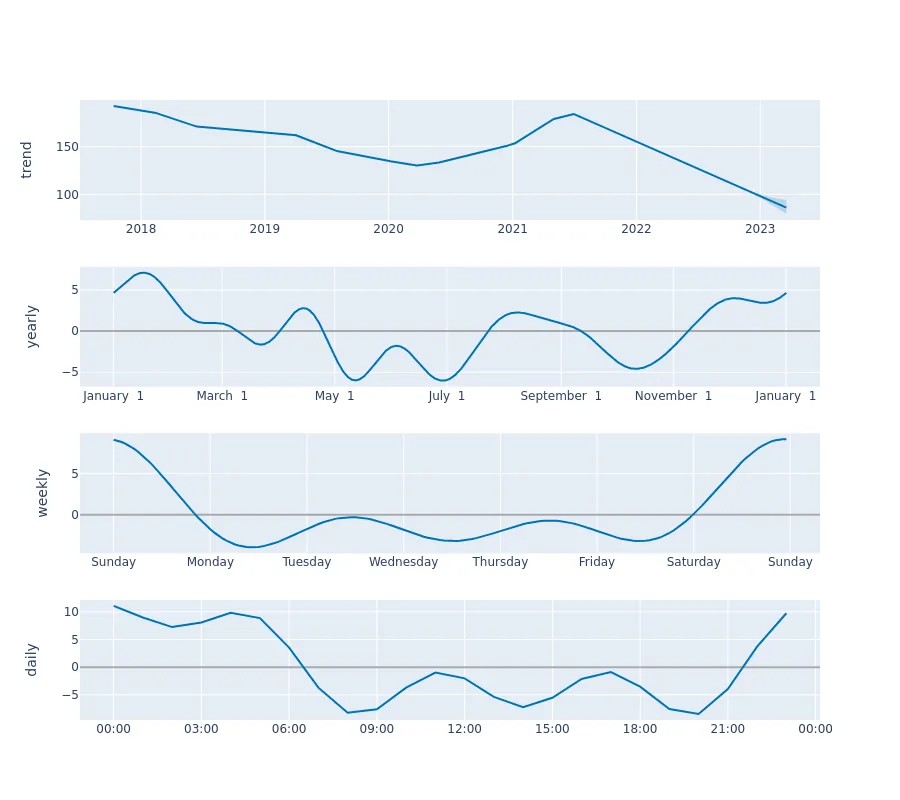 trend
150
100
2018 2019 2020 2021 2022 2023
yearly
5
0
−5
January 1 March 1 May 1 July 1 September 1 November 1 January 1
weekly
5
0
Sunday Monday Tuesday Wednesday Thursday Friday Saturday Sunday
daily
10
5
0
−5
00:00 03:00 06:00 09:00 12:00 15:00 18:00 21:00 00:00